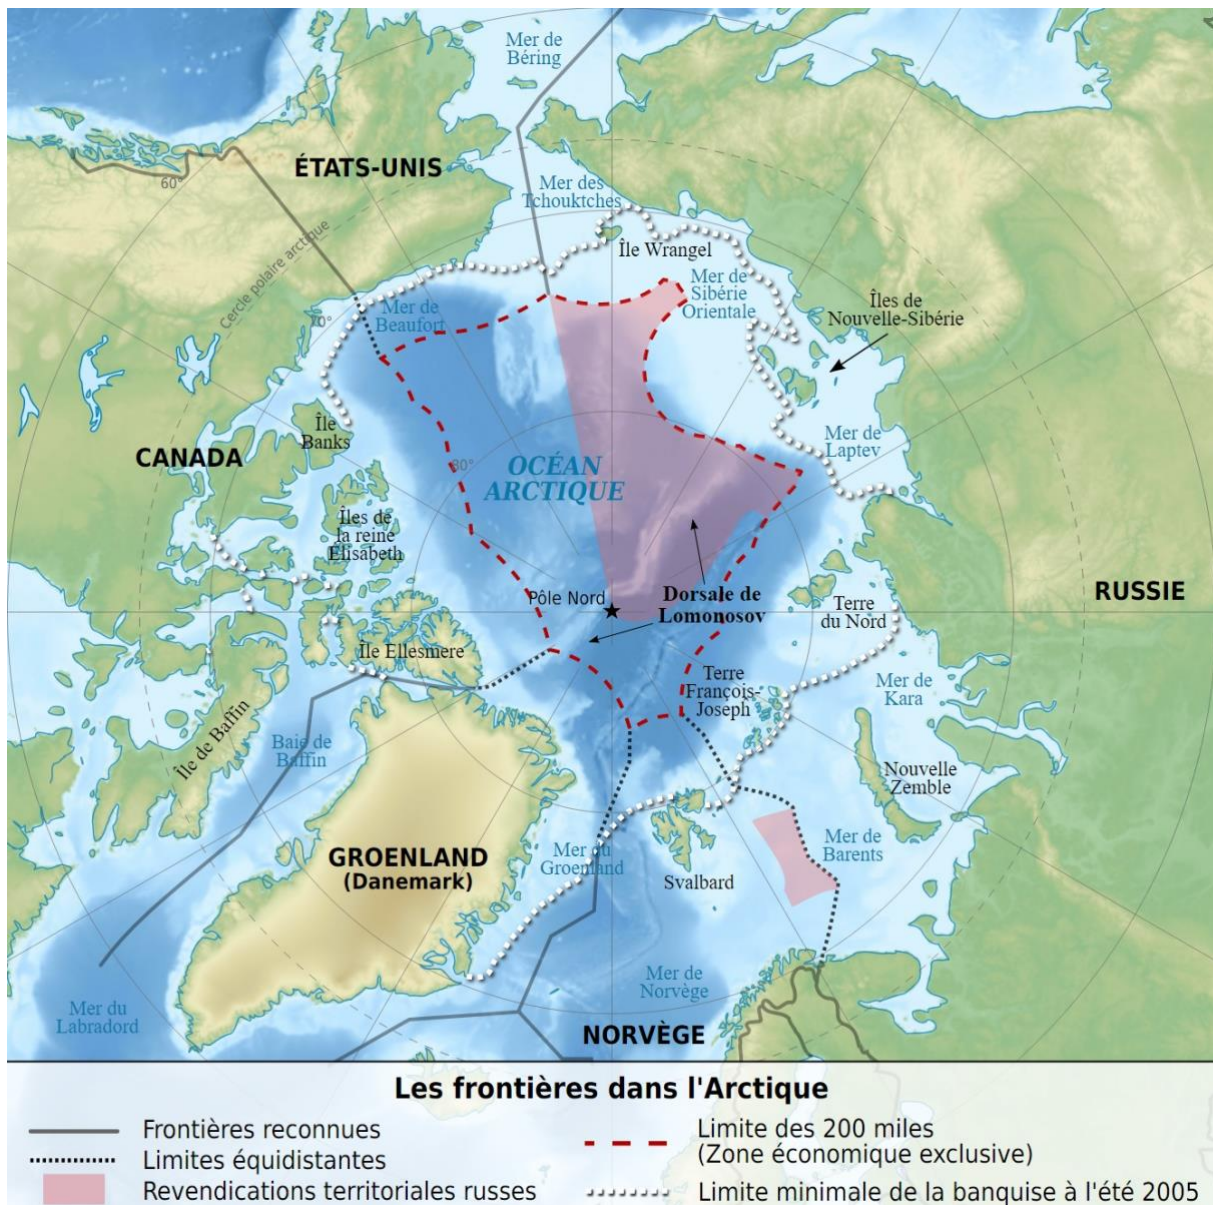 Mer de
Béring
ÉTATS-UNIS
60°
Mer des
Tchouktches
Cercle polaire arctique
Île Wrangel
Mer de
Sibérie
Orientale
Îles de
Nouvelle-Sibérie
70°
Mer de
Beaufort
Île
Banks
CANADA
80°
OCÉAN
ARCTIQUE
Mer de
Laptev
Îles de
la reine
Élisabeth
Pôle Nord
Dorsale de
Lomonosov
RUSSIE
Terre
du Nord
Île Ellesmere
Terre
François-
Joseph
Mer de
Kara
Île de Baffin
Baie de
Baffin
Nouvelle
Zemble
GROENLAND
(Danemark)
Mer du
Groenland
Svalbard
Mer de
Barents
Mer du
Labradord
Mer de
Norvège
NORVÈGE
Les frontières dans l'Arctique
Frontières reconnues
Limites équidistantes
Revendications territoriales russes
Limite des 200 miles
(Zone économique exclusive)
Limite minimale de la banquise à l'été 2005